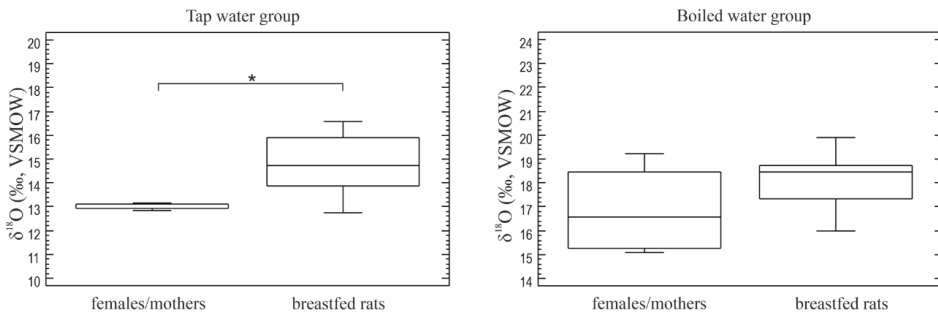 Tap water group
δ¹⁸O (‰, VSMOW)
20
19
18
17
16
15
14
13
12
11
10
*
females/mothers
breastfed rats
Boiled water group
δ¹⁸O (‰, VSMOW)
24
23
22
21
20
19
18
17
16
15
14
females/mothers
breastfed rats